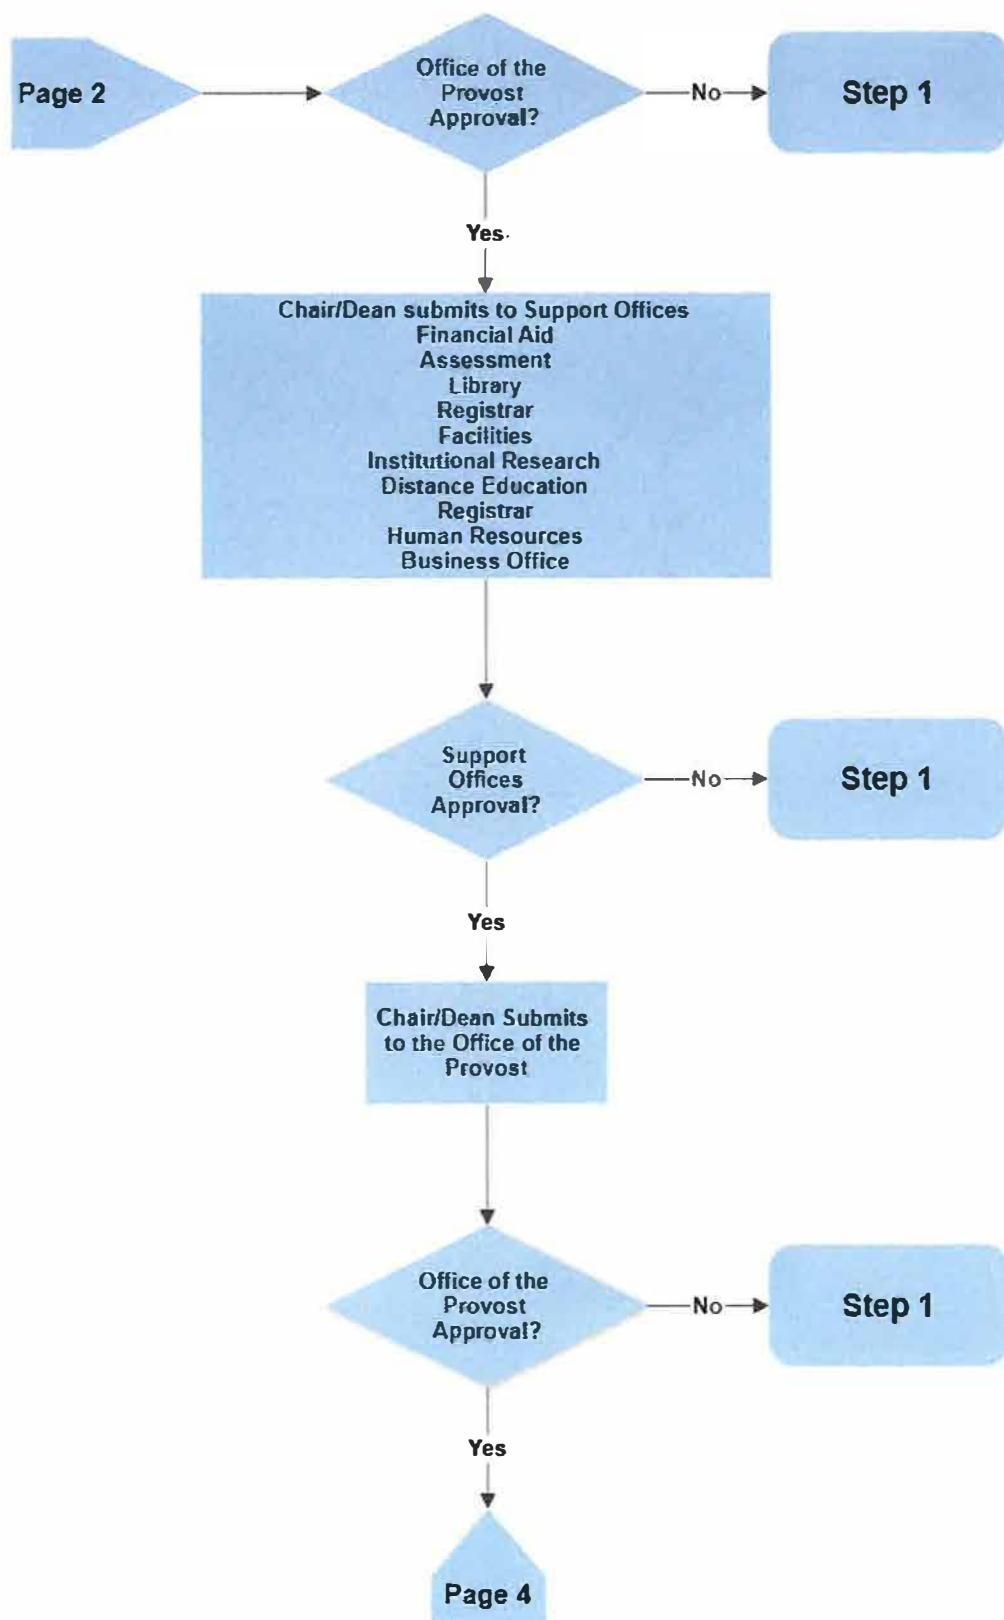 Page 2
Office of the
Provost
Approval?
No
Step 1
Yes
Chair/Dean submits to Support Offices
Financial Aid
Assessment
Library
Registrar
Facilities
Institutional Research
Distance Education
Registrar
Human Resources
Business Office
Support
Offices
Approval?
No
Step 1
Yes
Chair/Dean Submits
to the Office of the
Provost
Office of the
Provost
Approval?
No
Step 1
Yes
Page 4